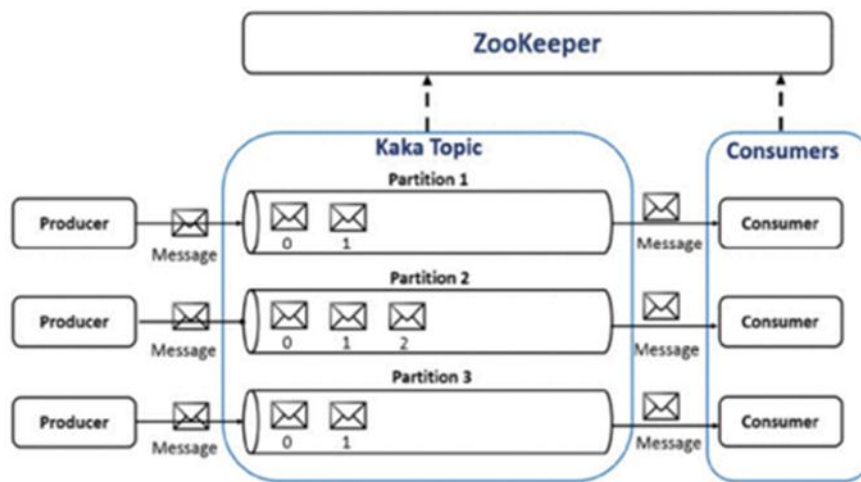 ZooKeeper
Kaka Topic
Consumers
Partition 1
Producer
Message
0 1
Message
Consumer
Partition 2
Producer
Message
0 1 2
Message
Consumer
Partition 3
Producer
Message
0 1
Message
Consumer